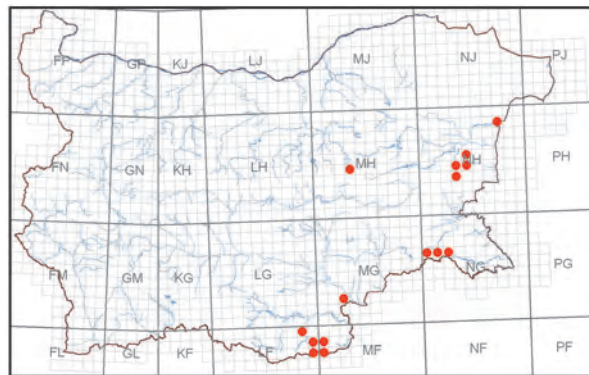 FP GP KJ LJ MJ NJ PJ
FN GN KH LH MH NH PH
FM GM KG LG MG NG PG
FL GL KF LF MF NF PF